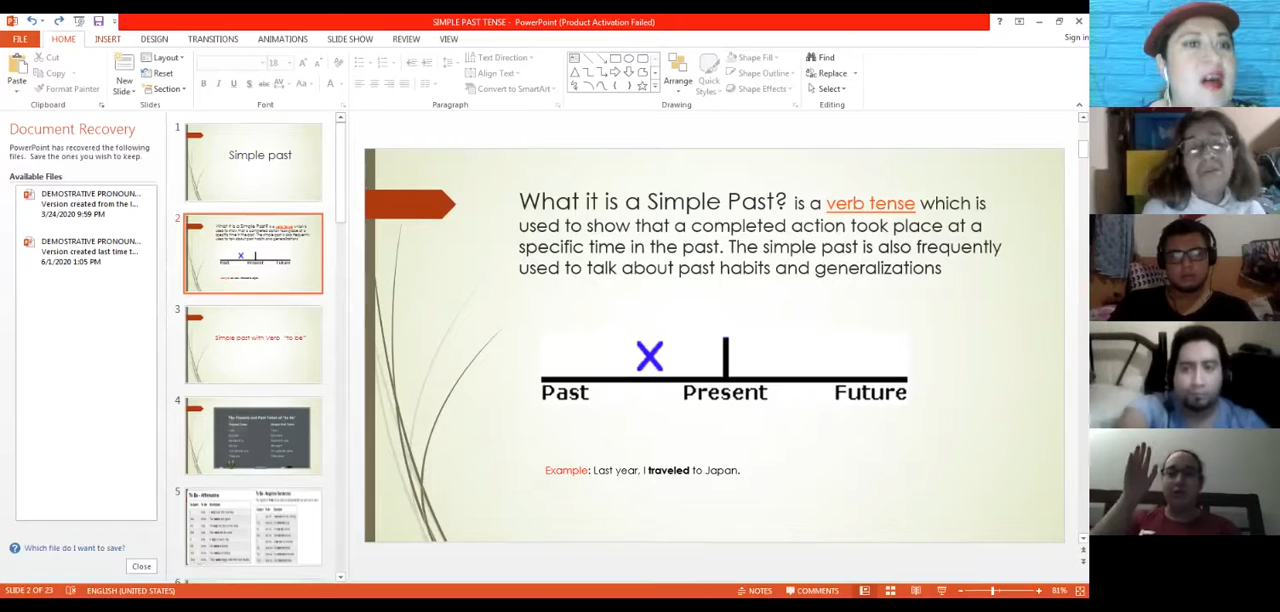 SIMPLE PAST TENSE - PowerPoint (Product Activation Failed)
FILE HOME INSERT DESIGN TRANSITIONS ANIMATIONS SLIDE SHOW REVIEW VIEW Sign in
Paste
Cut
Copy
Format Painter
Clipboard
New
Slide
Layout
Reset
Section
Slides
18
Font
Text Direction
Align Text
Convert to SmartArt
Paragraph
Arrange
Quick
Styles
Shape Fill
Shape Outline
Shape Effects
Drawing
Find
Replace
Select
Editing
Document Recovery
PowerPoint has recovered the following
files. Save the ones you wish to keep.
Available Files
DEMOSTRATIVE PRONOUN...
Version created from the l...
3/24/2020 9:59 PM
DEMOSTRATIVE PRONOUN...
Version created last time t...
6/1/2020 1:05 PM
Which file do I want to save?
Close
1
Simple past
2
3
Simple past with Verb "to be"
4
5
What it is a Simple Past? is a verb tense which is
used to show that a completed action took place at a
specific time in the past. The simple past is also frequently
used to talk about past habits and generalizations
X
Past Present Future
Example: Last year, I traveled to Japan.
SLIDE 2 OF 23 ENGLISH (UNITED STATES) NOTES COMMENTS 81%